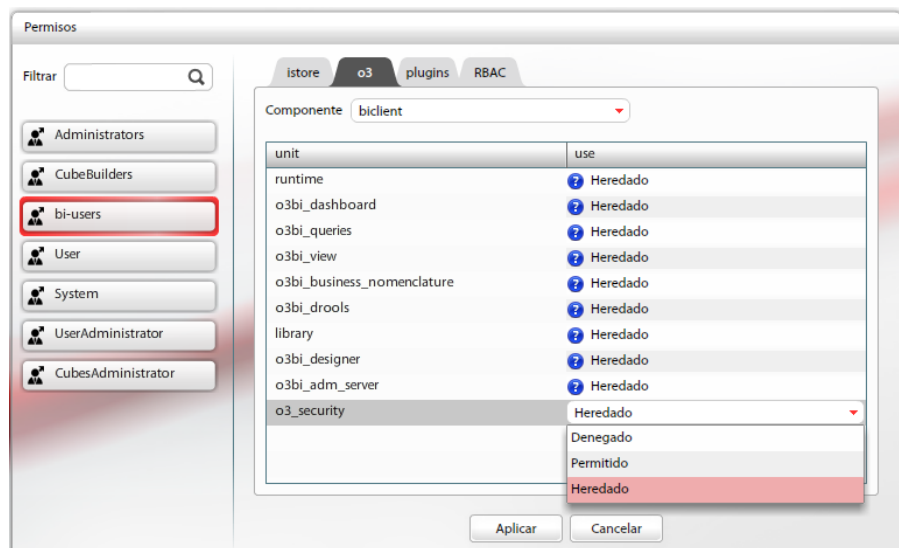 Permisos
Filtrar
Administrators
CubeBuilders
bi-users
User
System
UserAdministrator
CubesAdministrator
istore o3 plugins RBAC
Componente biclient
unit use
runtime Heredado
o3bi_dashboard Heredado
o3bi_queries Heredado
o3bi_view Heredado
o3bi_business_nomenclature Heredado
o3bi_drools Heredado
library Heredado
o3bi_designer Heredado
o3bi_adm_server Heredado
o3_security Heredado
Denegado
Permitido
Heredado
Aplicar Cancelar